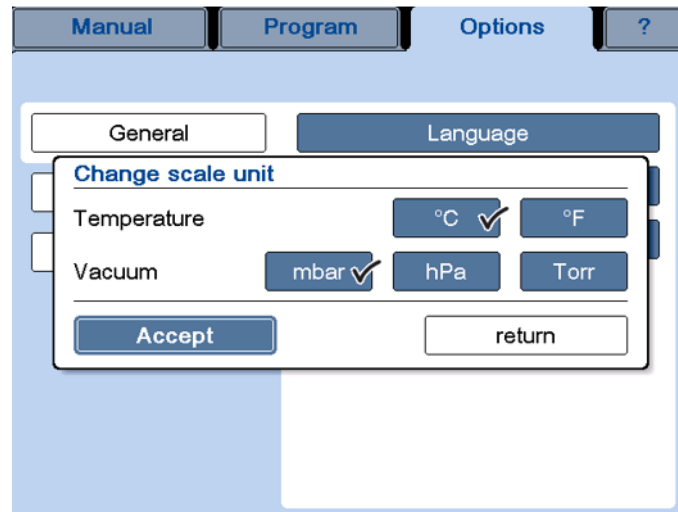 Manual Program Options ?
General Language
Change scale unit
Temperature °C °F
Vacuum mbar hPa Torr
Accept return